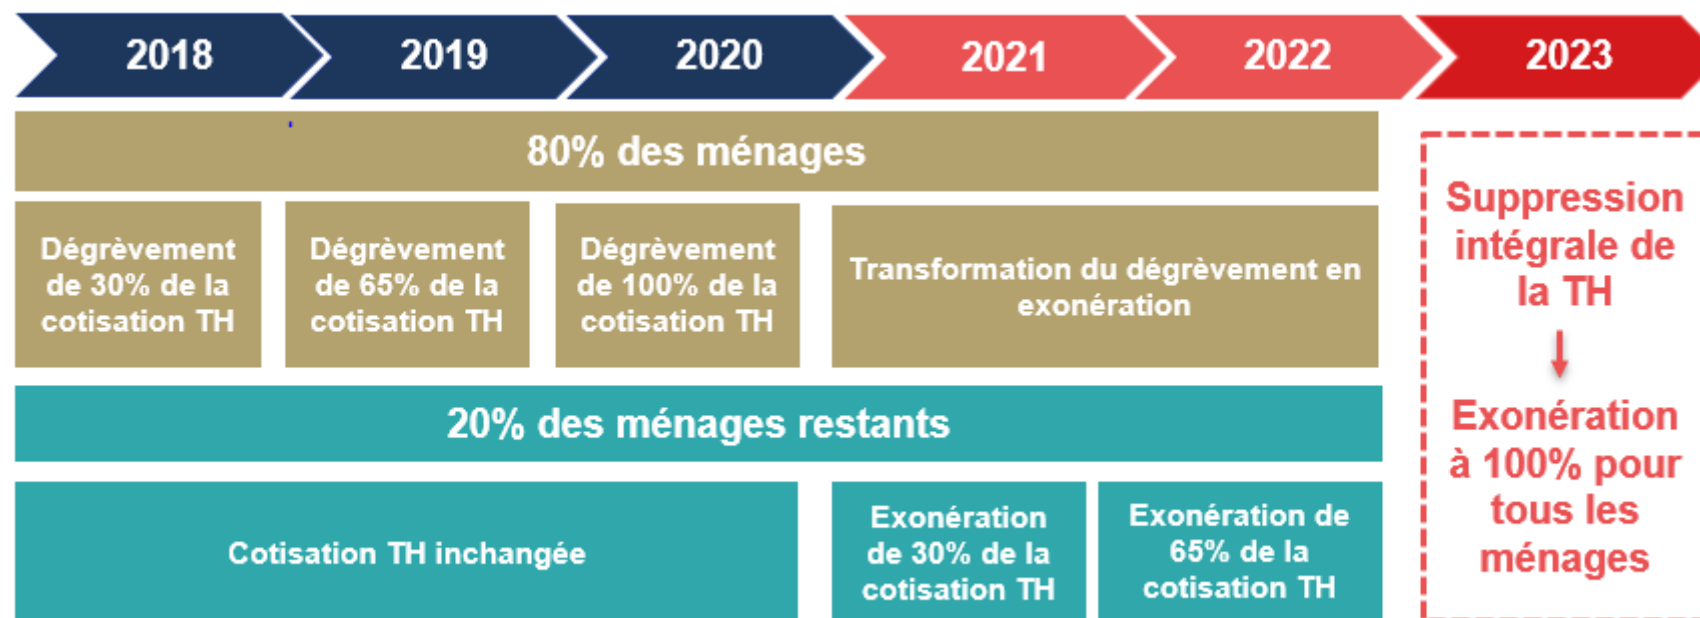 2018
2019
2020
2021
2022
2023
80% des ménages
Dégrèvement
de 30% de la
cotisation TH
Dégrèvement
de 65% de la
cotisation TH
Dégrèvement
de 100% de la
cotisation TH
Transformation du dégrèvement en
exonération
20% des ménages restants
Cotisation TH inchangée
Exonération
de 30% de la
cotisation TH
Exonération de
65% de la
cotisation TH
Suppression
intégrale de
la TH
Exonération
à 100% pour
tous les
ménages